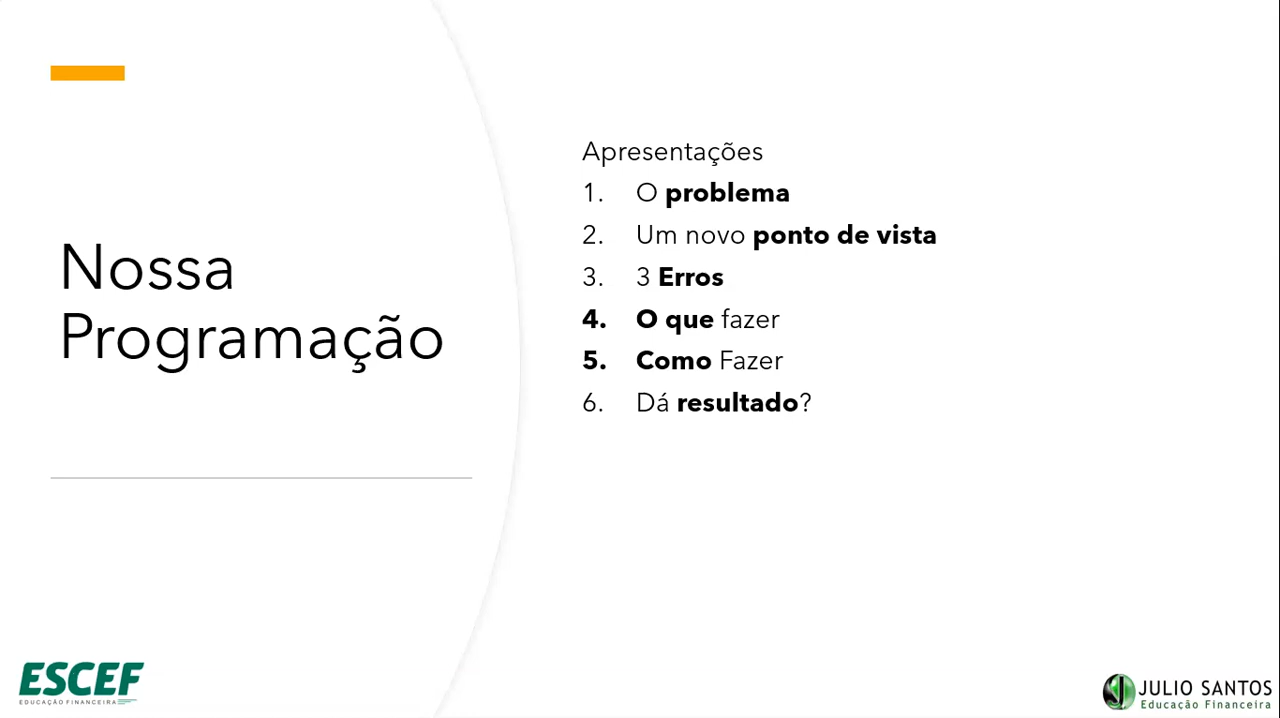 Nossa
Programação
Apresentações
1. O problema
2. Um novo ponto de vista
3. 3 Erros
4. O que fazer
5. Como Fazer
6. Dá resultado?
ESCEF
EDUCAÇÃO FINANCEIRA
JULIO SANTOS
Educação Financeira